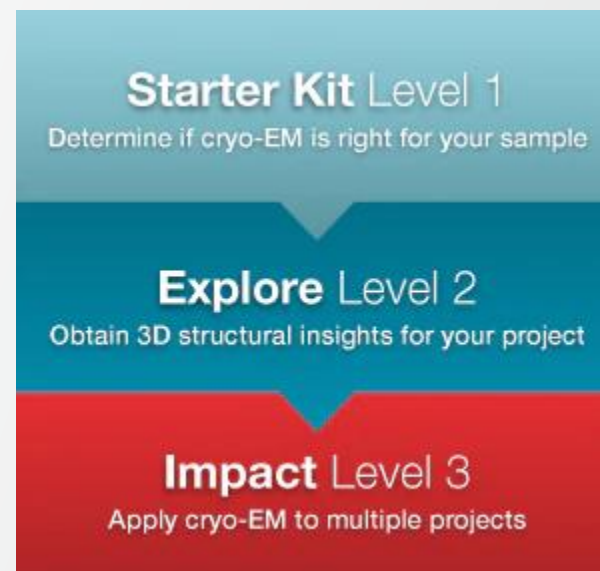 Starter Kit Level 1
Determine if cryo-EM is right for your sample
Explore Level 2
Obtain 3D structural insights for your project
Impact Level 3
Apply cryo-EM to multiple projects